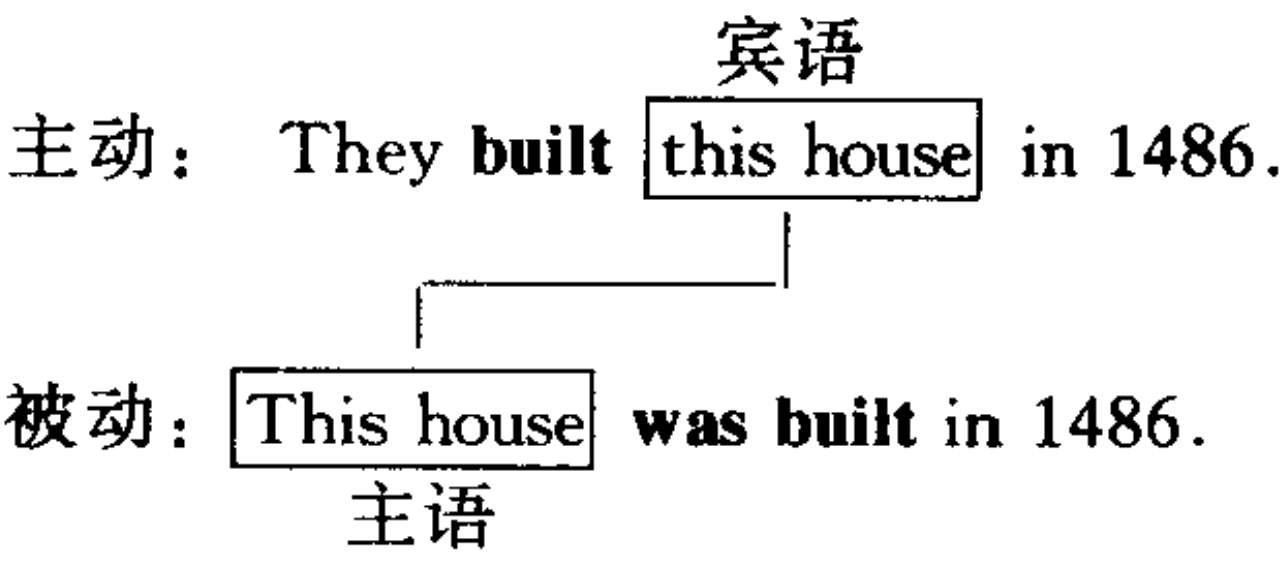 宾语
主动： They built this house in 1486.
被动： This house was built in 1486.
主语